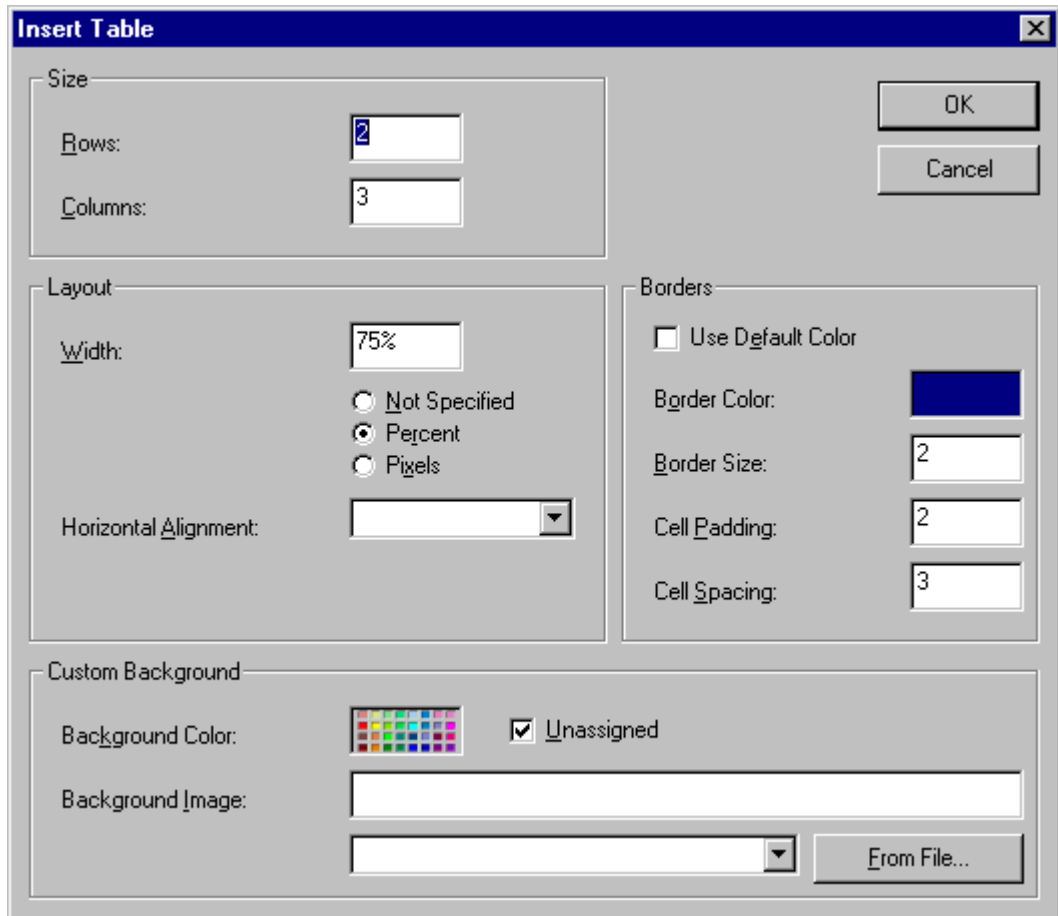 Insert Table
Size
OK
Rows: 2
Cancel
Columns: 3
Layout
Borders
Width: 75%
Use Default Color
Not Specified
Border Color:
Percent
Border Size: 2
Pixels
Horizontal Alignment:
Cell Padding: 2
Cell Spacing: 3
Custom Background
Background Color:
Unassigned
Background Image:
From File...